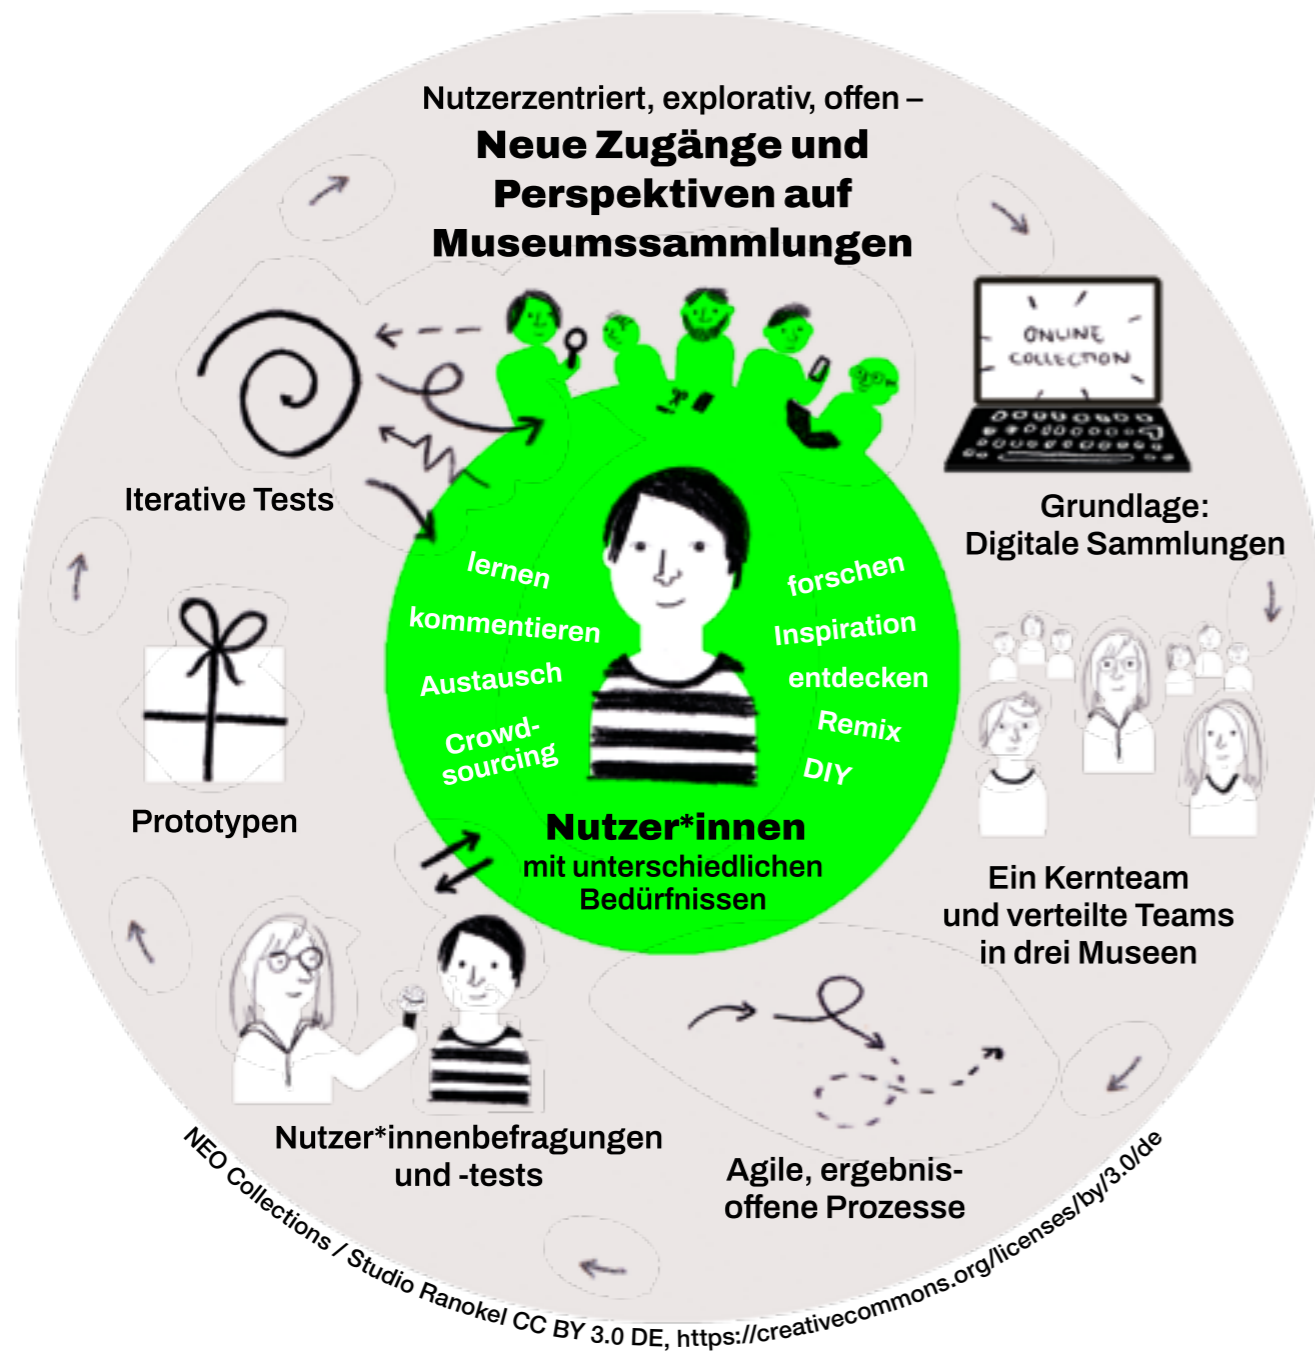 Nutzerzentriert, explorativ, offen –
Neue Zugänge und
Perspektiven auf
Museumssammlungen
ONLINE
COLLECTION
Grundlage:
Digitale Sammlungen
Ein Kernteam
und verteilte Teams
in drei Museen
Agile, ergebnis-
offene Prozesse
Nutzer*innenbefragungen
und -tests
Prototypen
Iterative Tests
lernen
kommentieren
Austausch
Crowd-
sourcing
forschen
Inspiration
entdecken
Remix
DIY
Nutzer*innen
mit unterschiedlichen
Bedürfnissen
NEO Collections / Studio Ranokel CC BY 3.0 DE, https://creativecommons.org/licenses/by/3.0/de